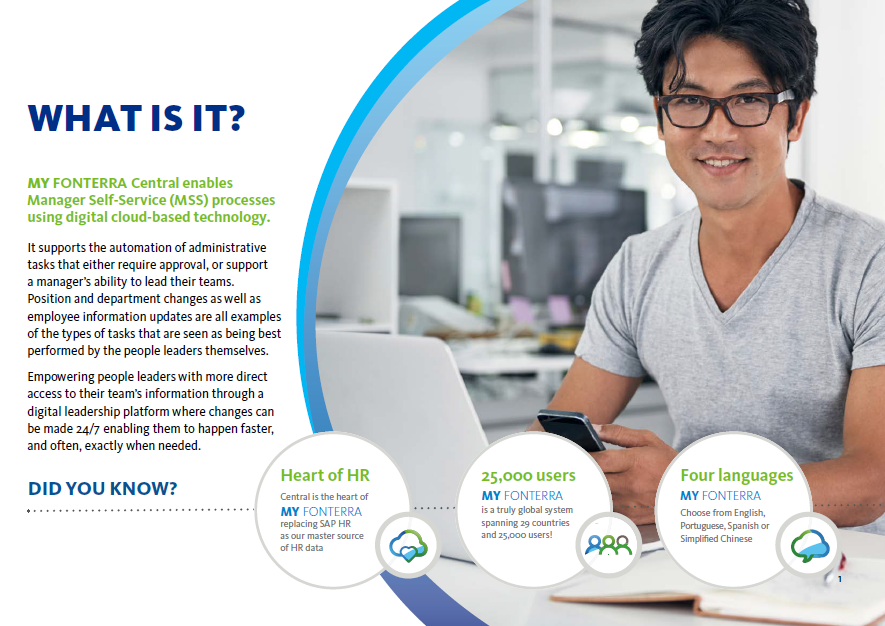 WHAT IS IT?
MY FONTERRA Central enables
Manager Self-Service (MSS) processes
using digital cloud-based technology.
It supports the automation of administrative
tasks that either require approval, or support
a manager's ability to lead their teams.
Position and department changes as well as
employee information updates are all examples
of the types of tasks that are seen as being best
performed by the people leaders themselves.
Empowering people leaders with more direct
access to their team's information through a
digital leadership platform where changes can
be made 24/7 enabling them to happen faster,
and often, exactly when needed.
DID YOU KNOW?
Heart of HR
Central is the heart of
MY FONTERRA
replacing SAP HR
as our master source
of HR data
25,000 users
MY FONTERRA
is a truly global system
spanning 29 countries
and 25,000 users!
Four languages
MY FONTERRA
Choose from English,
Portuguese, Spanish or
Simplified Chinese
1